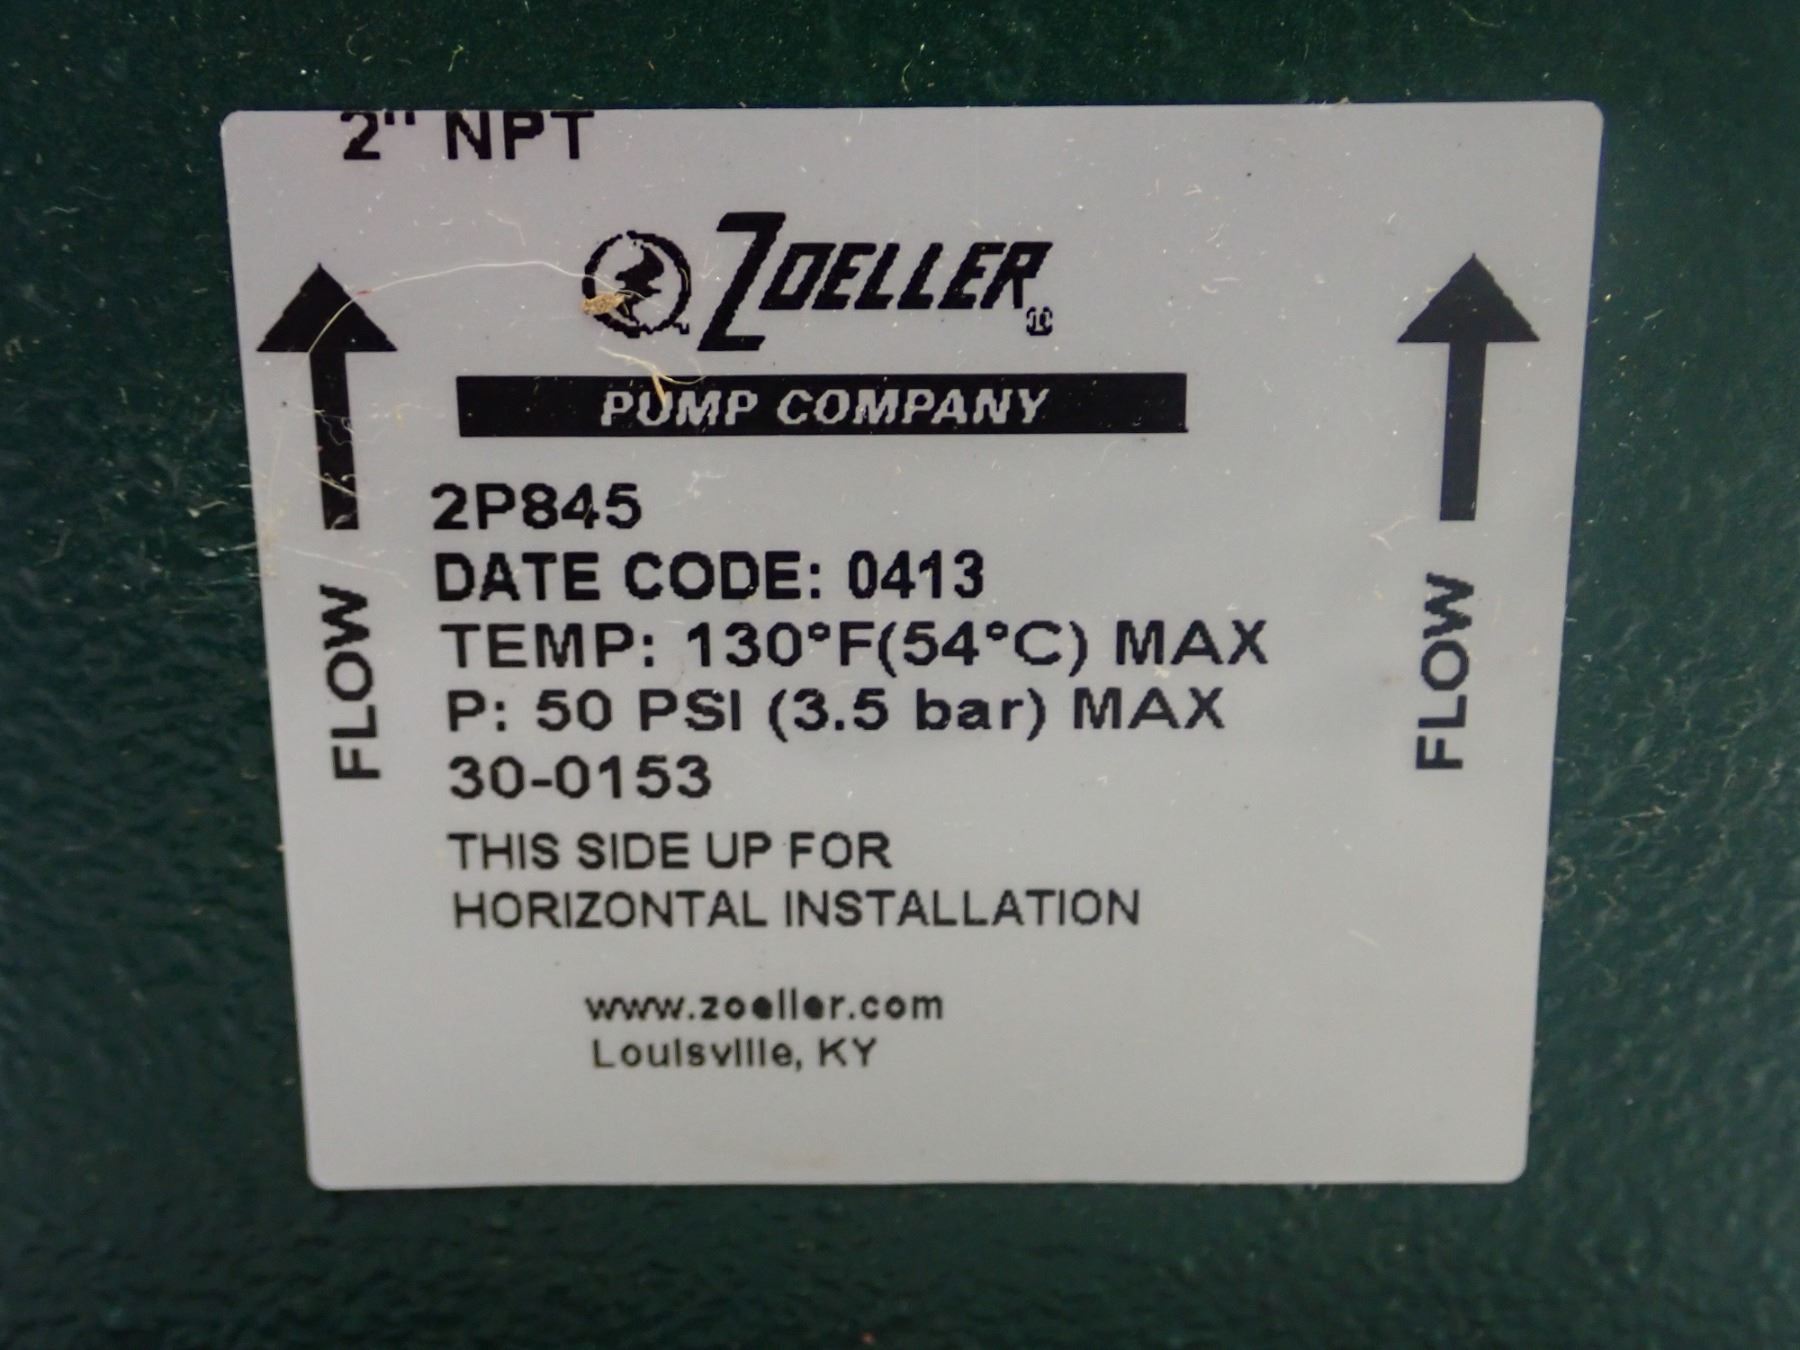 2" NPT
ZOELLER®
PUMP COMPANY
2P845
DATE CODE: 0413
TEMP: 130°F(54°C) MAX
P: 50 PSI (3.5 bar) MAX
30-0153
THIS SIDE UP FOR
HORIZONTAL INSTALLATION
www.zoeller.com
Louisville, KY
FLOW
FLOW